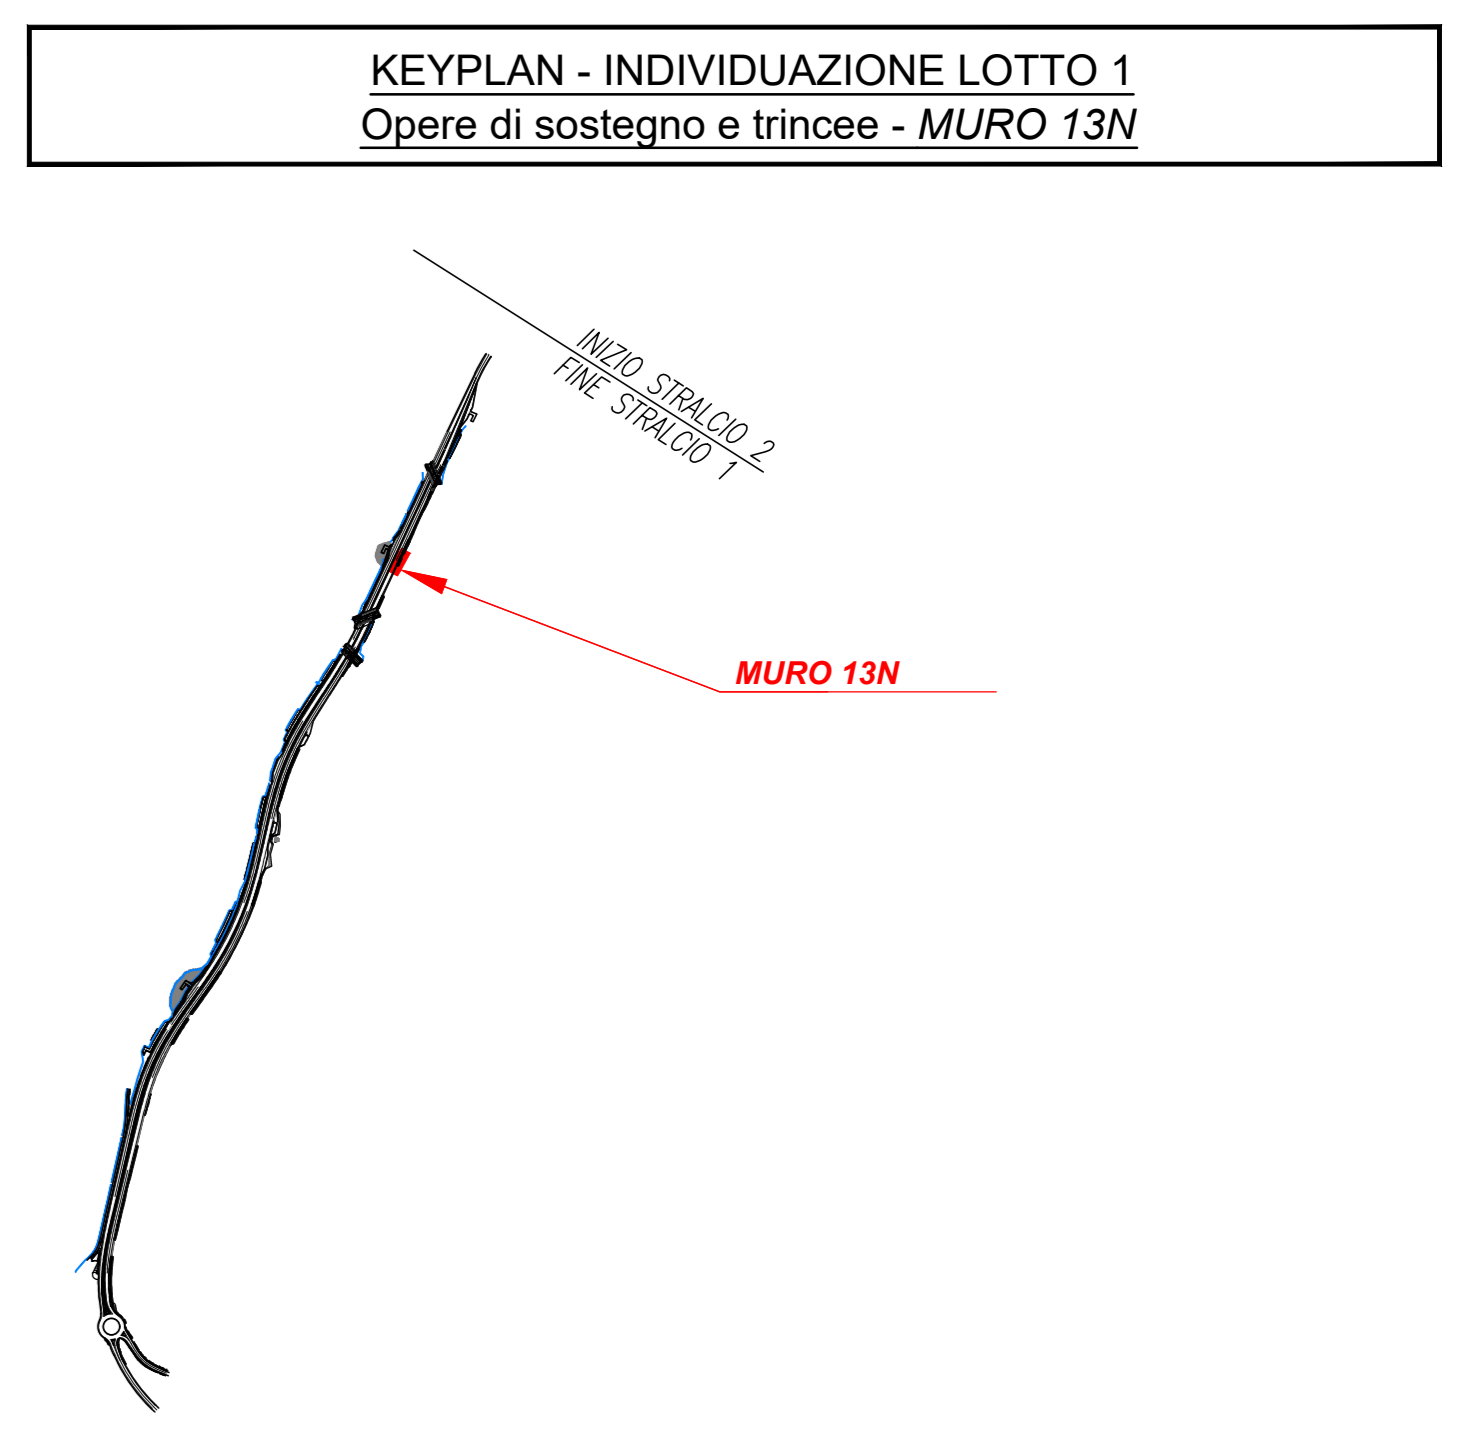 KEYPLAN - INDIVIDUAZIONE LOTTO 1
Opere di sostegno e trincee - MURO 13N
INIZIO STRALCIO 2
FINE STRALCIO 1
MURO 13N